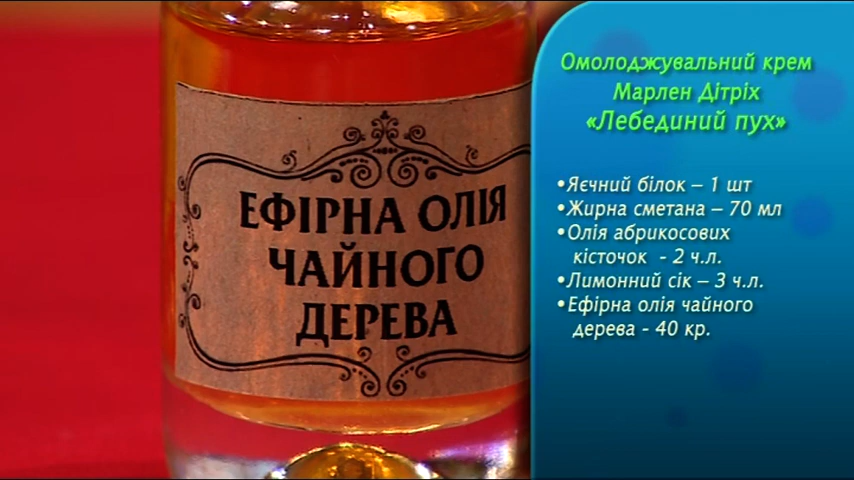 ЕФІРНА ОЛІЯ
ЧАЙНОГО
ДЕРЕВА
Омолоджувальний крем
Марлен Дітріх
«Лебединий пух»
•Яєчний білок – 1 шт
•Жирна сметана – 70 мл
•Олія абрикосових
кісточок - 2 ч.л.
•Лимонний сік – 3 ч.л.
•Ефірна олія чайного
дерева - 40 кр.